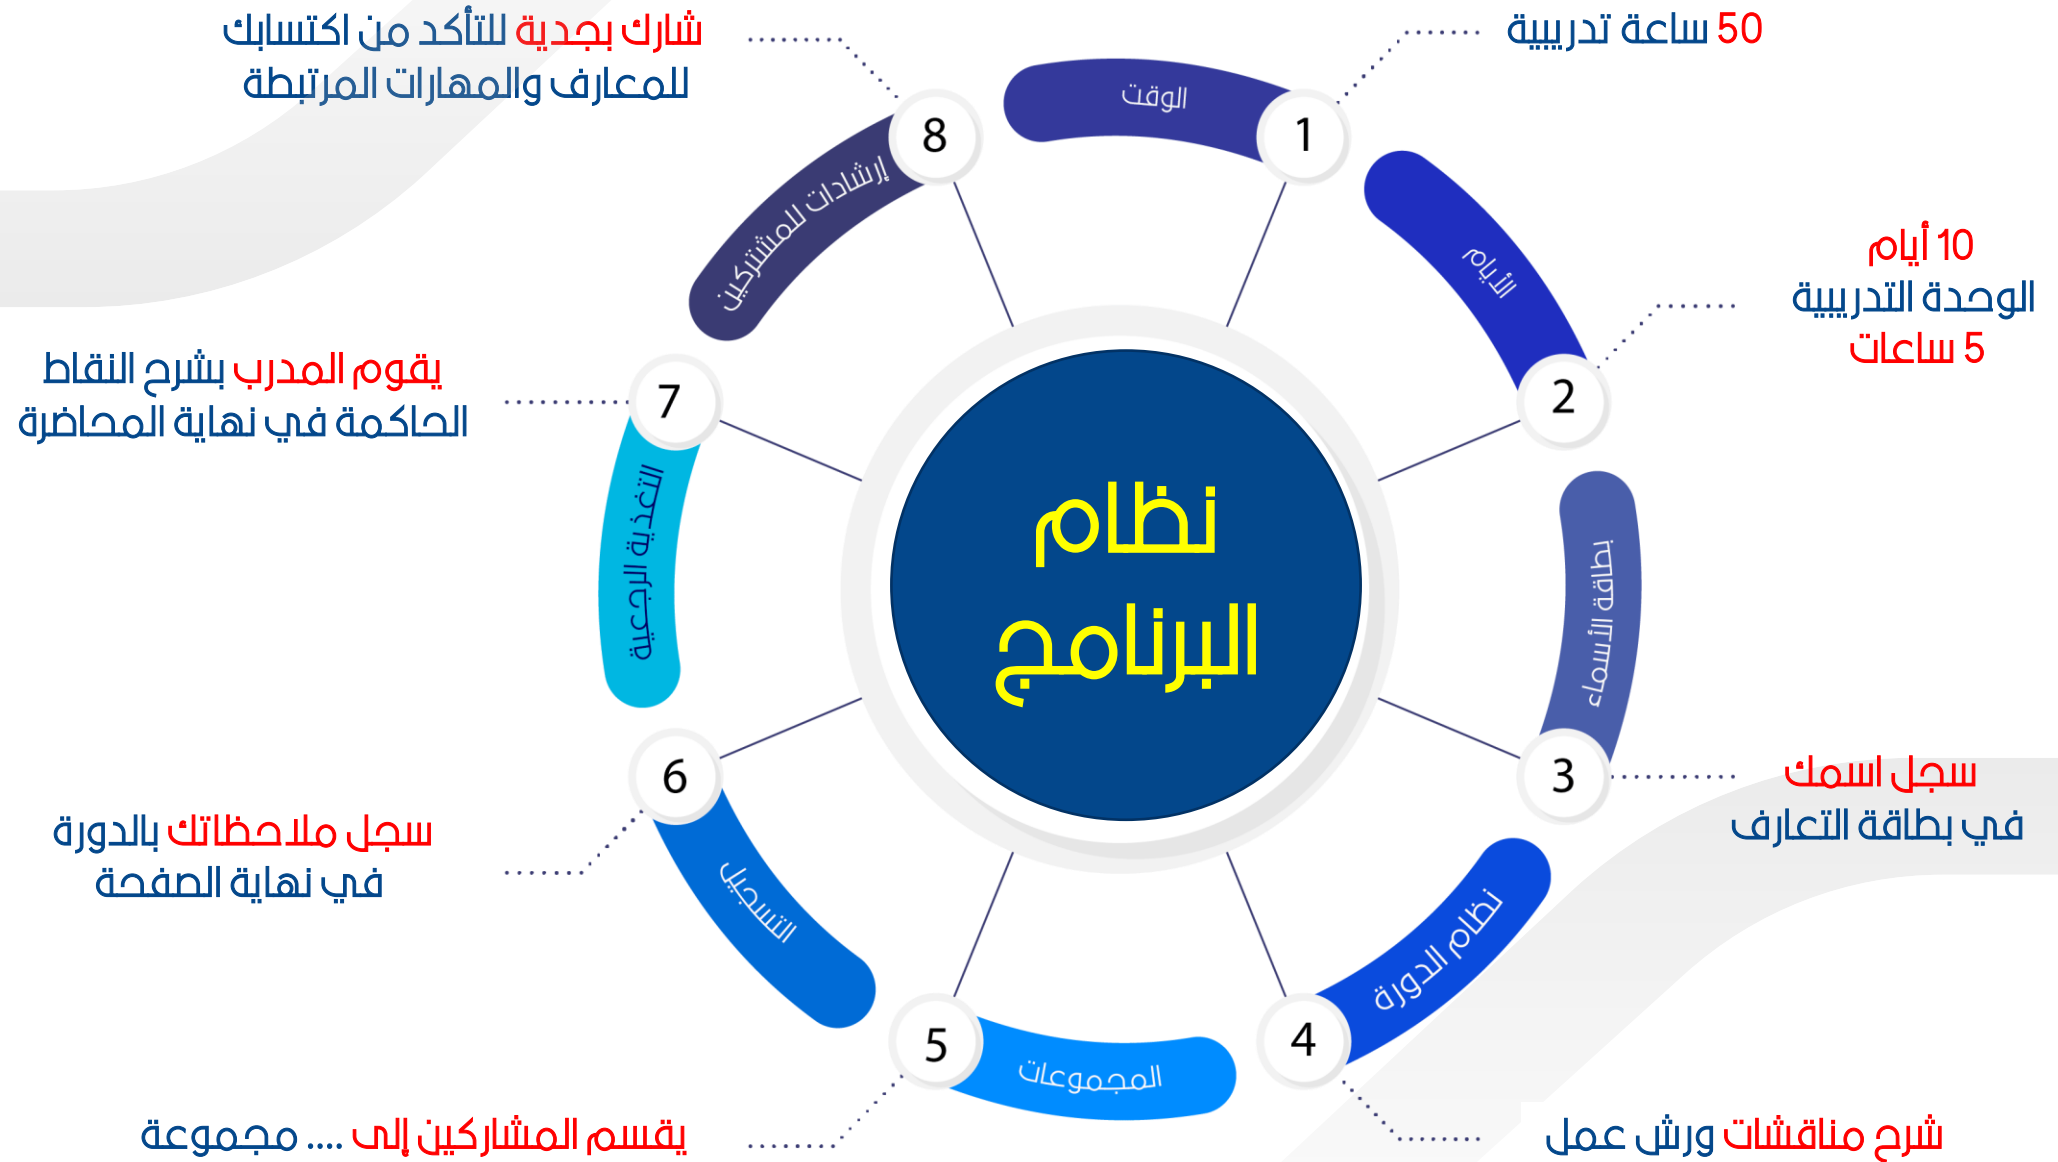 نظام
البرنامج
1
الوقت
50 ساعة تدريبية
2
الأيام
10 أيام
الوحدة التدريبية
5 ساعات
3
بطاقة الأسماء
سجل اسمك
في بطاقة التعارف
4
نظام الدورة
شرح مناقشات ورش عمل
5
المجموعات
يقسم المشاركين إلى .... مجموعة
6
التسجيل
سجل ملاحظاتك بالدورة
في نهاية الصفحة
7
التغذية الرجعية
يقوم المدرب بشرح النقاط
الحاكمة في نهاية المحاضرة
8
إرشادات للمشتركين
شارك بجدية للتأكد من اكتسابك
للمعارف والمهارات المرتبطة